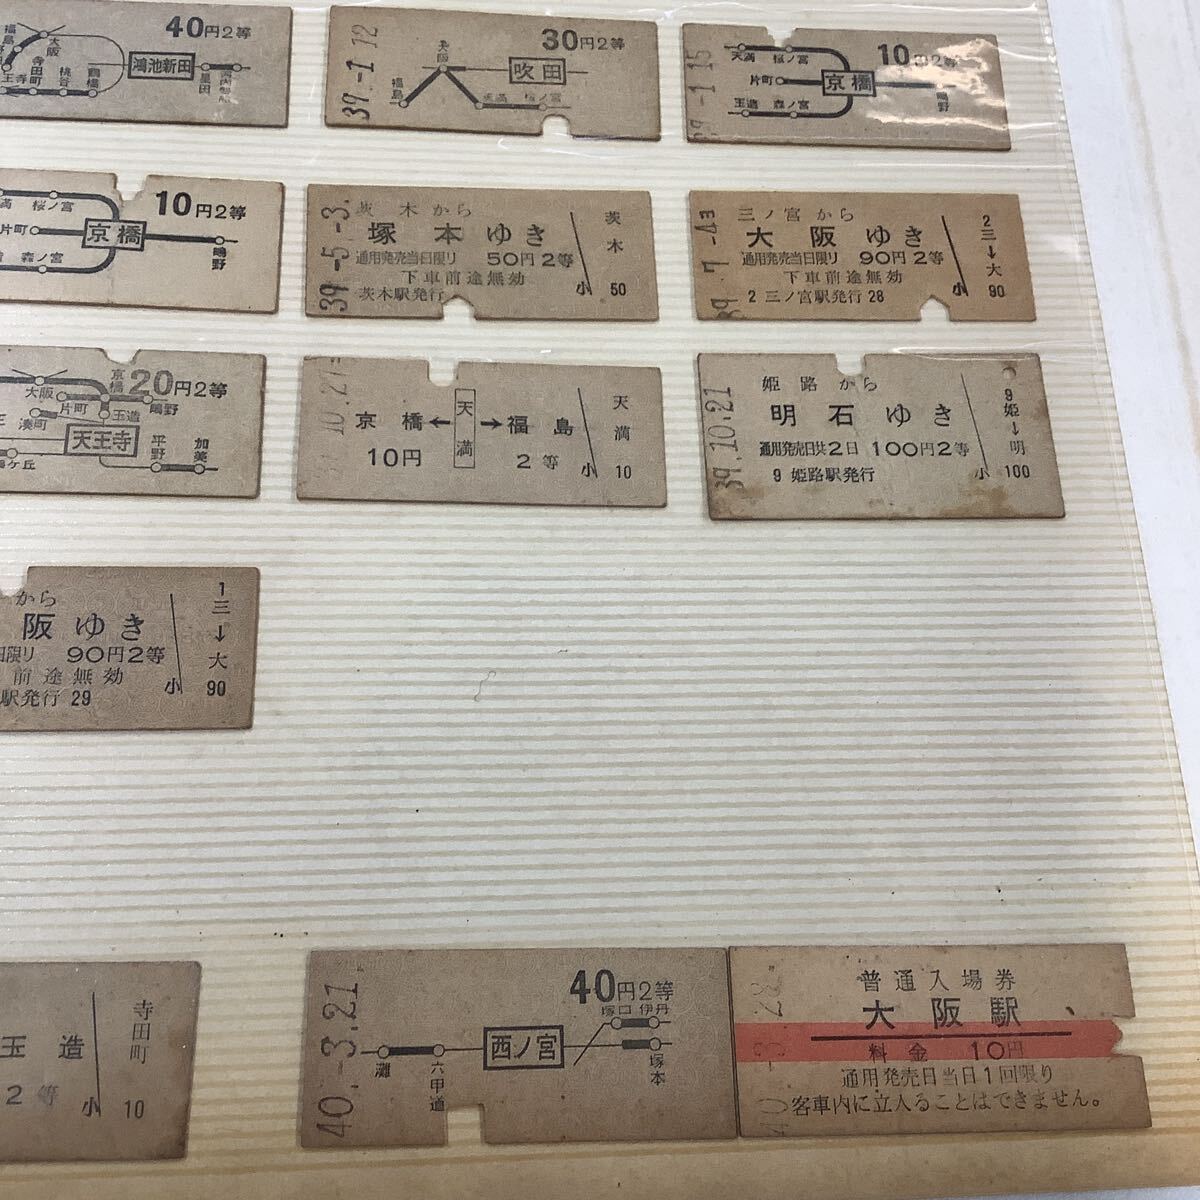 40円2等
福島
大阪
鴻池新田
寺田町
桃谷
鶴橋
星田
39.-1.12
30円2等
大阪
吹田
福島
天満
桜ノ宮
39.-1.15
10円2等
天満
桜ノ宮
片町
京橋
鴫野
玉造
森ノ宮
10円2等
桜ノ宮
片町
京橋
鴫野
森ノ宮
39.-5.-3.
茨木から
塚本ゆき
通用発売当日限り 50円2等
下車前途無効
茨木駅発行
茨木
小 50
39.-7.-4
三ノ宮から
大阪ゆき
通用発売当日限り 90円2等
下車前途無効
2 三ノ宮駅発行 28
2
三→大
小 90
20円2等
京橋
大阪
片町
鴫野
玉造
湊町
天王寺
平野
加美
ケ丘
10.21
京橋←天満→福島
10円 2等
天満
小 10
39.10.21
姫路から
明石ゆき
通用発売日共2日 100円2等
9 姫路駅発行
9
姫→明
小 100
から
阪ゆき
限り 90円2等
前途無効
駅発行 29
1
三→大
小 90
玉造
2等
寺田町
小 10
40.-3.21
40円2等
塚口 伊丹
西ノ宮
灘
六甲道
塚本
普通入場券
大阪駅
料金 10円
通用発売日当日1回限り
客車内に立入ることはできません。